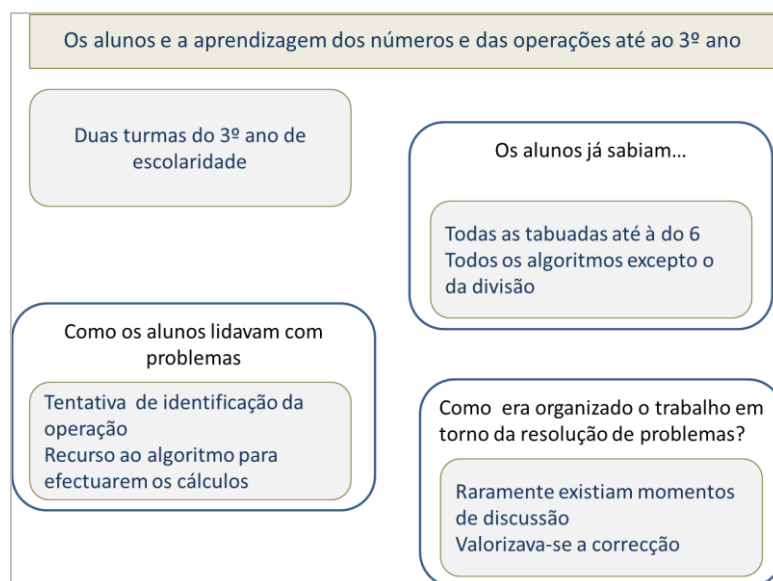 Os alunos e a aprendizagem dos números e das operações até ao 3º ano
Duas turmas do 3º ano de
escolaridade
Os alunos já sabiam...
Todas as tabuadas até à do 6
Todos os algoritmos excepto o
da divisão
Como os alunos lidavam com
problemas
Tentativa de identificação da
operação
Recurso ao algoritmo para
efectuarem os cálculos
Como era organizado o trabalho em
torno da resolução de problemas?
Raramente existiam momentos
de discussão
Valorizava-se a correcção